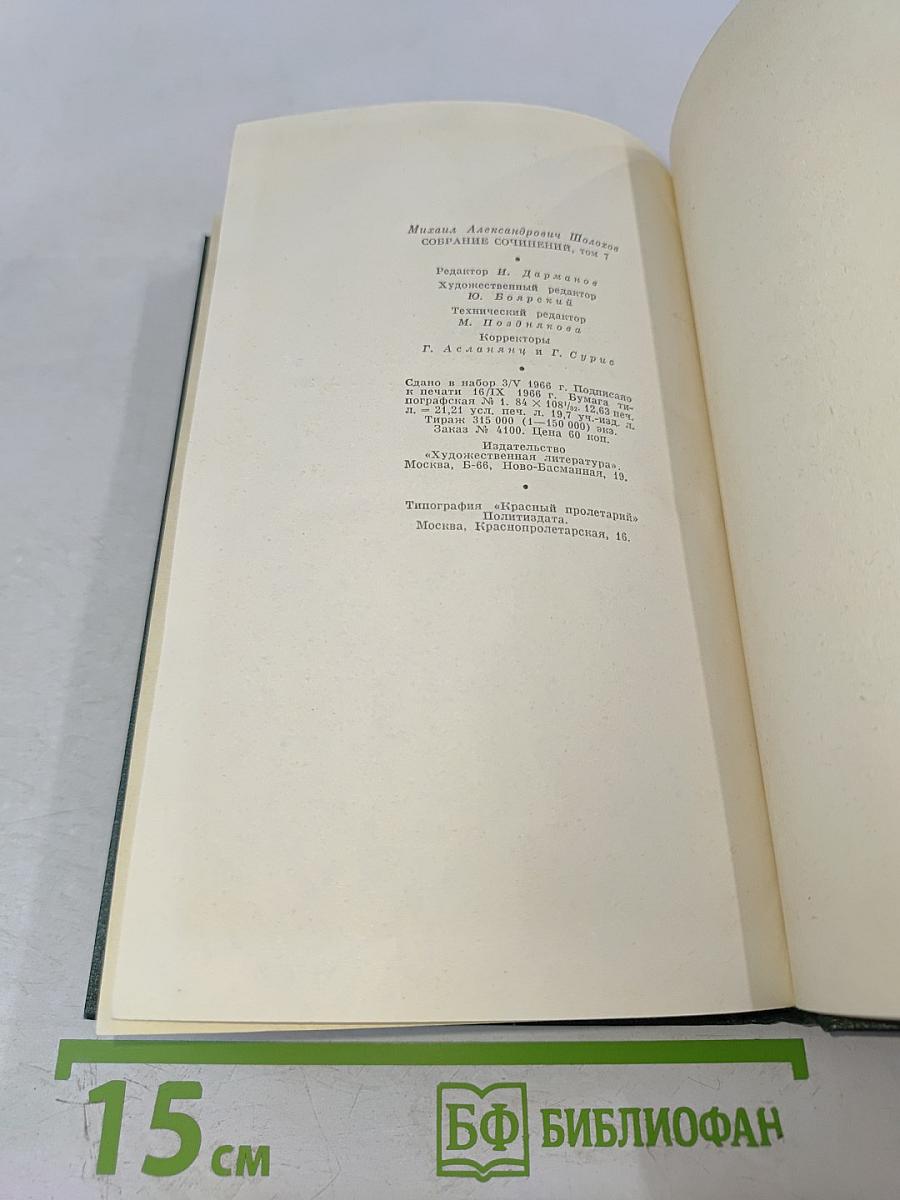 Михаил Александрович Шолохов
СОБРАНИЕ СОЧИНЕНИЙ, том 7
Редактор И. Дарманов
Художественный редактор
Ю. Боярский
Технический редактор
М. Позднякова
Корректоры
Г. Асланянц и Г. Сурис
Сдано в набор 3/V 1966 г. Подписано
к печати 16/IX 1966 г. Бумага ти-
пографская № 1. 84 × 108¹/₃₂. 12,63 печ.
л. = 21,21 усл. печ. л. 19,7 уч.-изд. л.
Тираж 315 000 (1—150 000) экз.
Заказ № 4100. Цена 60 коп.
Издательство
«Художественная литература».
Москва, Б-66, Ново-Басманная, 19.
Типография «Красный пролетарий»
Политиздата.
Москва, Краснопролетарская, 16.
15 см
БФ БИБЛИОФАН